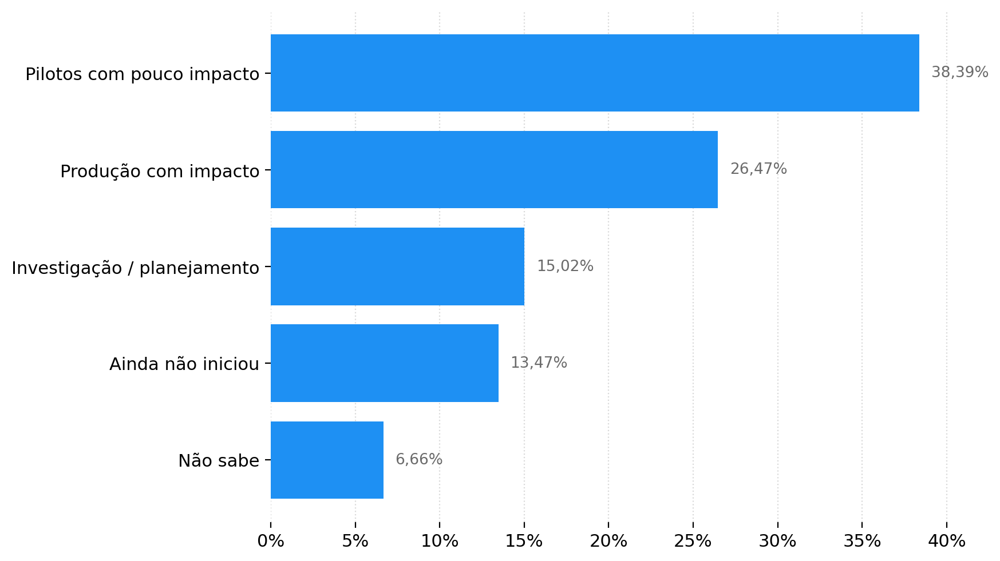 Pilotos com pouco impacto
38,39%
Produção com impacto
26,47%
Investigação / planejamento
15,02%
Ainda não iniciou
13,47%
Não sabe
6,66%
0%
5%
10%
15%
20%
25%
30%
35%
40%